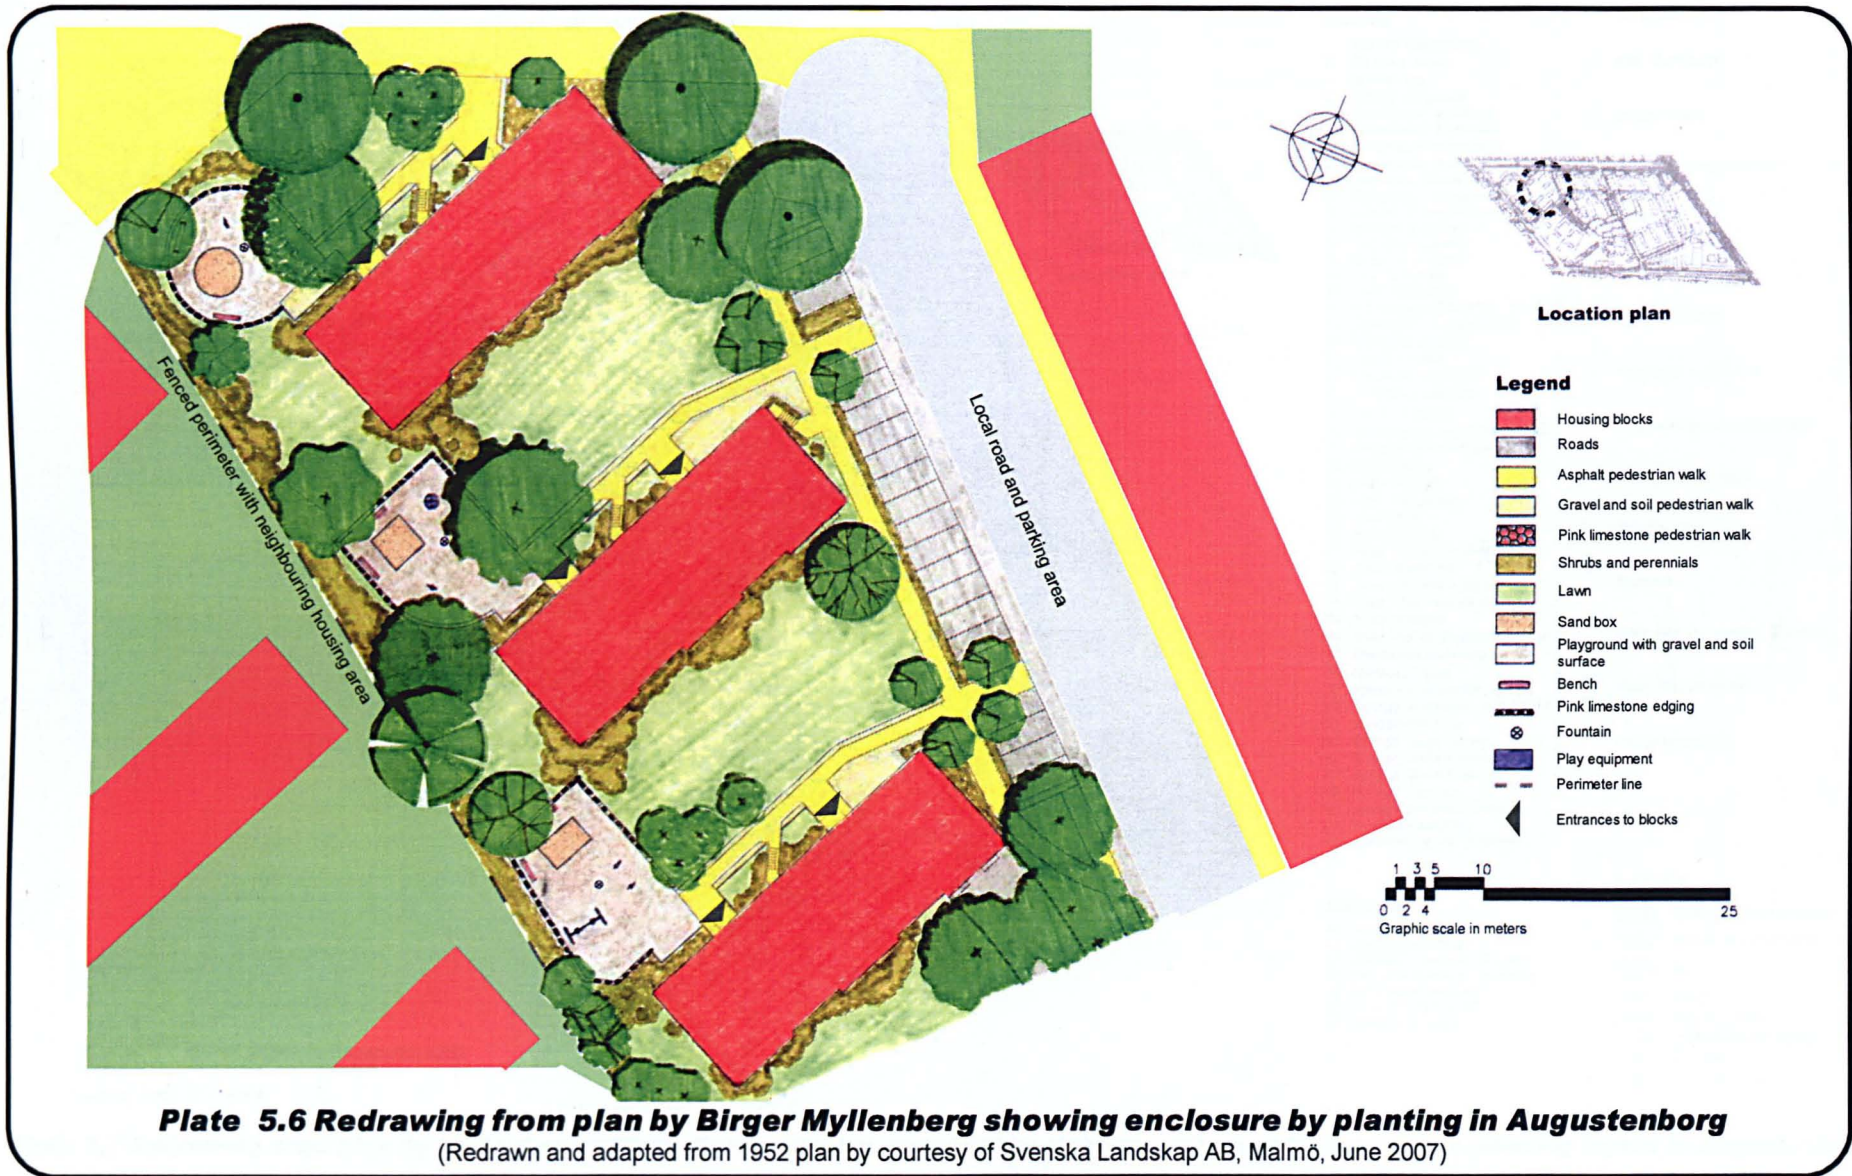 Fenced perimeter with neighbouring housing area
Local road and parking area
Location plan
Legend
Housing blocks
Roads
Asphalt pedestrian walk
Gravel and soil pedestrian walk
Pink limestone pedestrian walk
Shrubs and perennials
Lawn
Sand box
Playground with gravel and soil
surface
Bench
Pink limestone edging
Fountain
Play equipment
Perimeter line
Entrances to blocks
1 3 5 10
0 2 4 25
Graphic scale in meters
Plate 5.6 Redrawing from plan by Birger Myllenberg showing enclosure by planting in Augustenborg
(Redrawn and adapted from 1952 plan by courtesy of Svenska Landskap AB, Malmö, June 2007)